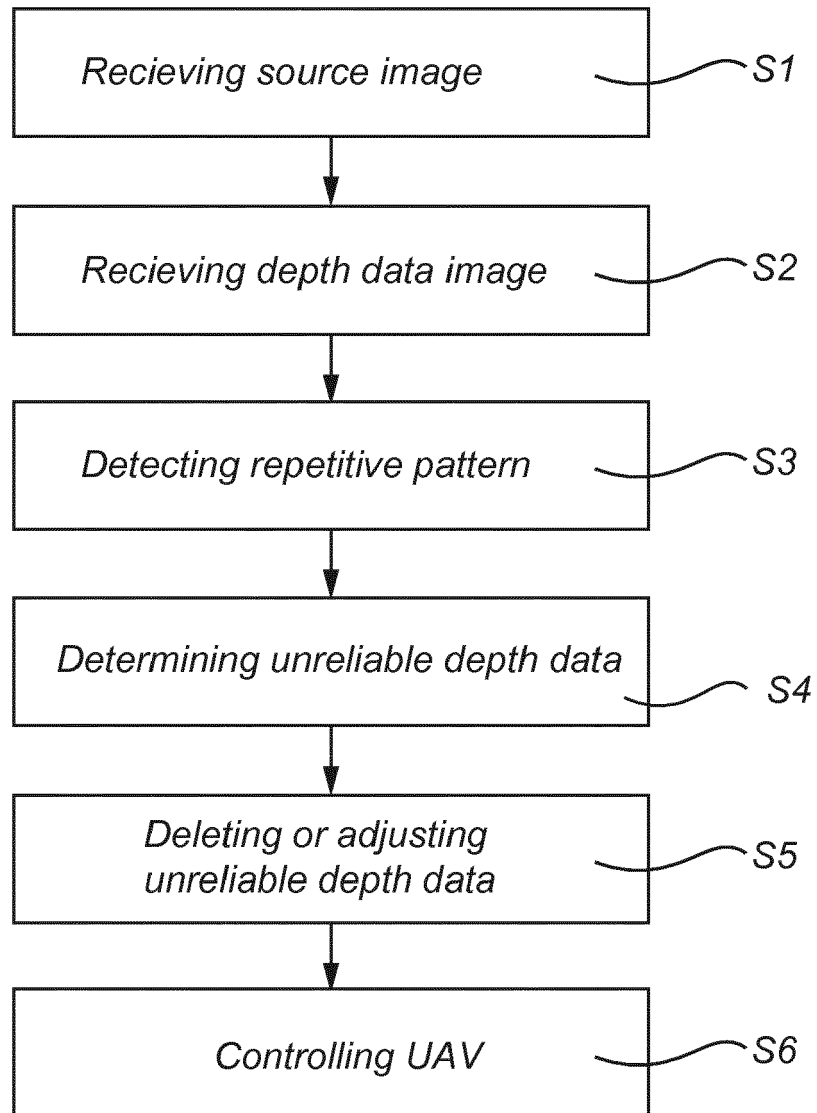 Recieving source image
S1
Recieving depth data image
S2
Detecting repetitive pattern
S3
Determining unreliable depth data
S4
Deleting or adjusting
unreliable depth data
S5
Controlling UAV
S6